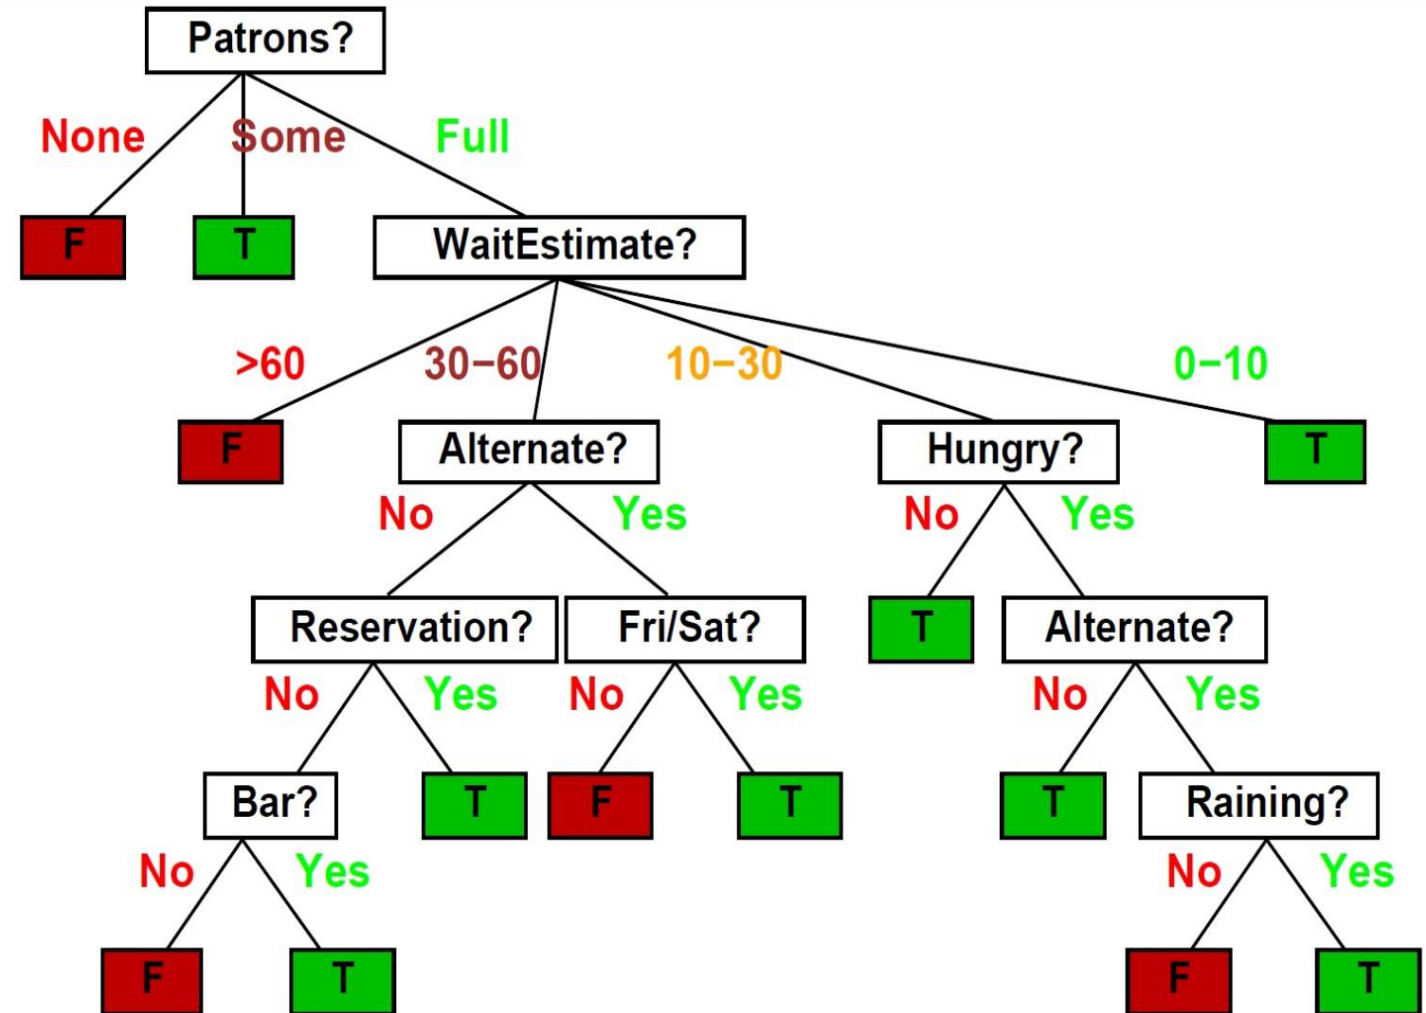 Patrons?
None Some Full
F T WaitEstimate?
>60 30−60 10−30 0−10
F Alternate? Hungry? T
No Yes No Yes
Reservation? Fri/Sat? T Alternate?
No Yes No Yes No Yes
Bar? T F T T Raining?
No Yes No Yes
F T F T